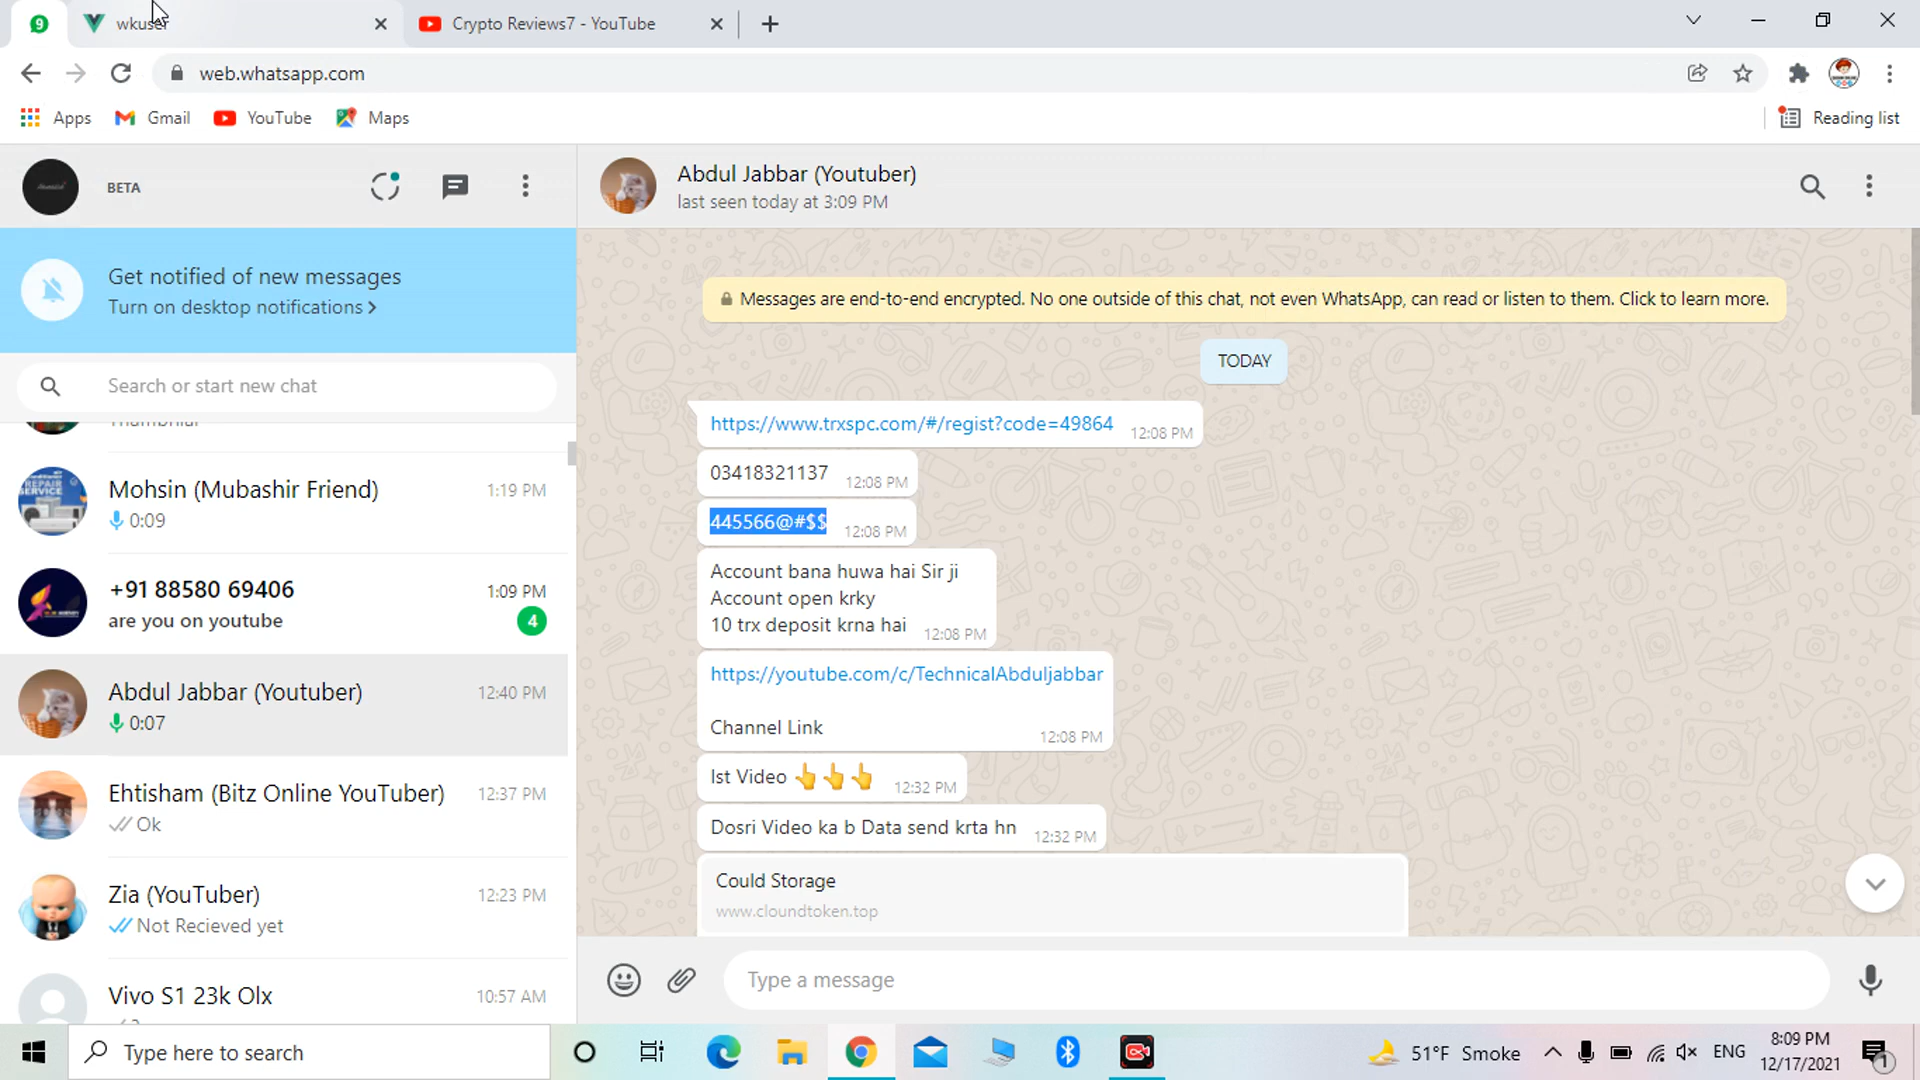 9
wkuser
Crypto Reviews7 - YouTube
web.whatsapp.com
Apps
Gmail
YouTube
Maps
Reading list
BETA
Get notified of new messages
Turn on desktop notifications >
Search or start new chat
Mohsin (Mubashir Friend)
1:19 PM
0:09
+91 88580 69406
1:09 PM
are you on youtube
4
Abdul Jabbar (Youtuber)
12:40 PM
0:07
Ehtisham (Bitz Online YouTuber)
12:37 PM
Ok
Zia (YouTuber)
12:23 PM
Not Recieved yet
Vivo S1 23k Olx
10:57 AM
Abdul Jabbar (Youtuber)
last seen today at 3:09 PM
Messages are end-to-end encrypted. No one outside of this chat, not even WhatsApp, can read or listen to them. Click to learn more.
TODAY
https://www.trxspc.com/#/regist?code=49864
12:08 PM
03418321137
12:08 PM
445566@#$$
12:08 PM
Account bana huwa hai Sir ji
Account open krky
10 trx deposit krna hai
12:08 PM
https://youtube.com/c/TechnicalAbduljabbar
Channel Link
12:08 PM
Ist Video 👆👆👆
12:32 PM
Dosri Video ka b Data send krta hn
12:32 PM
Could Storage
www.cloundtoken.top
Type a message
Type here to search
51°F Smoke
ENG
8:09 PM
12/17/2021
1